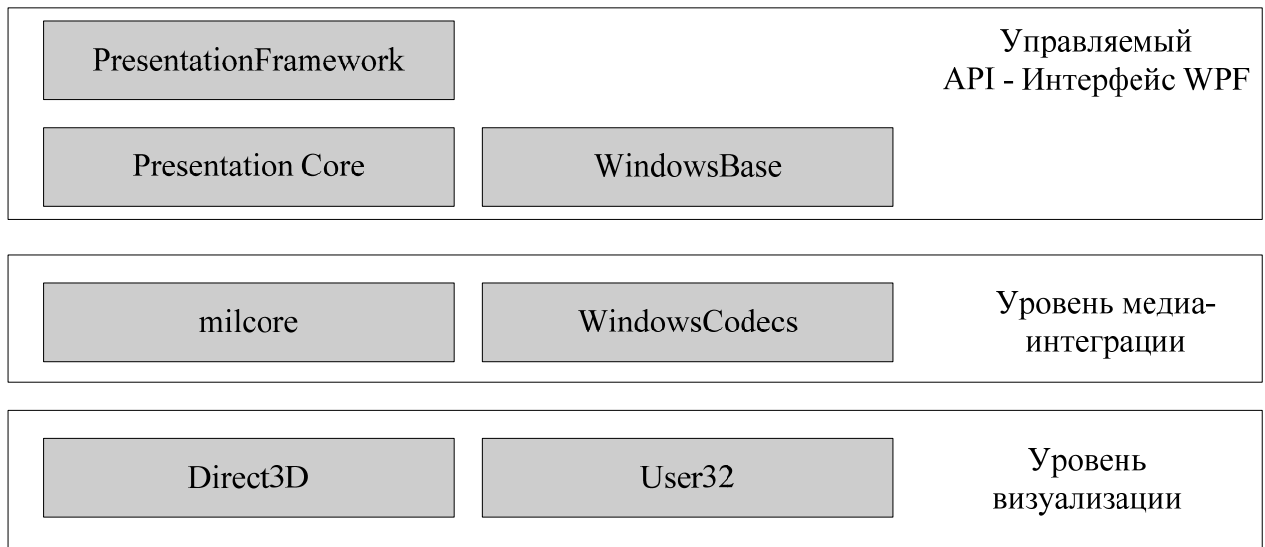 PresentationFramework
Управляемый
API - Интерфейс WPF
Presentation Core
WindowsBase
milcore
WindowsCodecs
Уровень медиа-
интеграции
Direct3D
User32
Уровень
визуализации